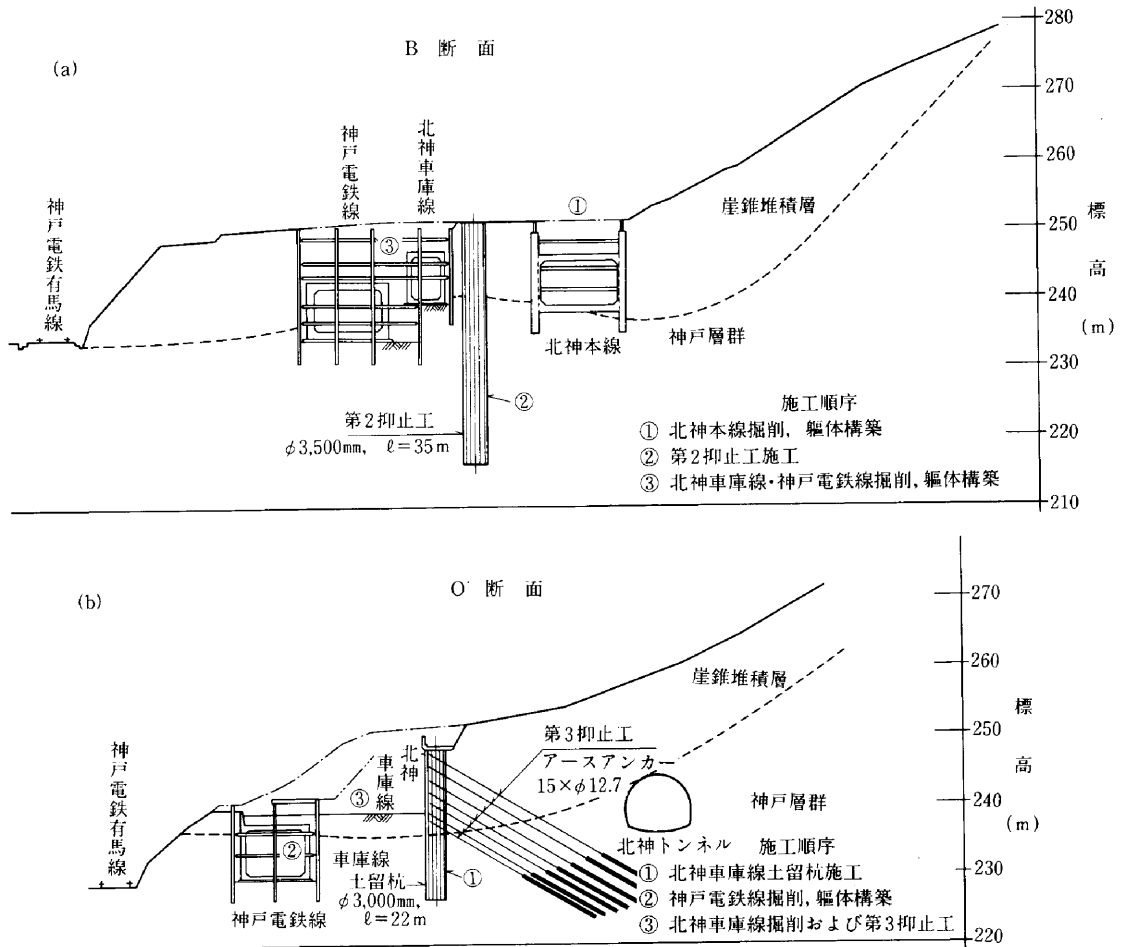 (a)
B 断面
神戸電鉄有馬線
神戸電鉄線
北神車庫線
①
③
崖錐堆積層
北神本線
神戸層群
②
第2抑止工
φ3,500mm, ℓ=35m
施工順序
① 北神本線掘削, 軀体構築
② 第2抑止工施工
③ 北神車庫線・神戸電鉄線掘削, 軀体構築
280
270
260
250
240
230
220
210
標高
(m)
(b)
O 断面
神戸電鉄有馬線
北神
車庫線
③
崖錐堆積層
第3抑止工
アースアンカー
15×φ12.7
神戸層群
北神トンネル
②
車庫線
土留杭
φ3,000mm,
ℓ=22m
①
神戸電鉄線
施工順序
① 北神車庫線土留杭施工
② 神戸電鉄線掘削, 軀体構築
③ 北神車庫線掘削および第3抑止工
270
260
250
240
230
220
標高
(m)